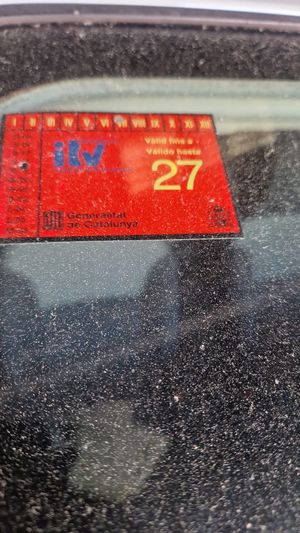 I II III IV V VI VII VIII IX X XI XII
Vàlid fins a -
Válido hasta
itv
27
Generalitat
de Catalunya